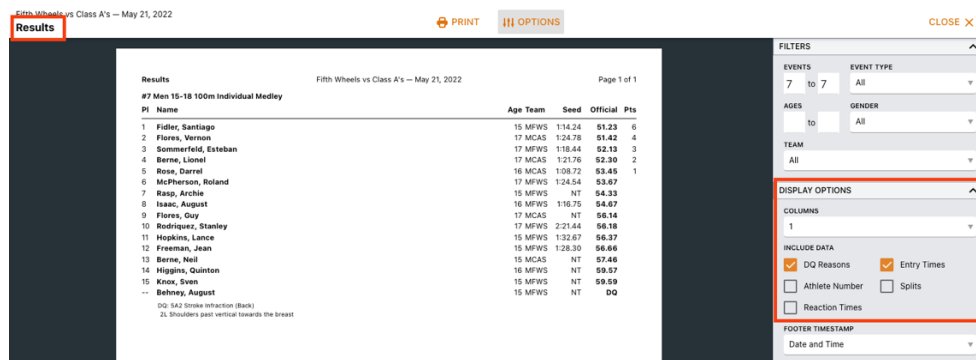 Fifth Wheels vs Class A's — May 21, 2022
Results
PRINT
OPTIONS
CLOSE X
Results Fifth Wheels vs Class A's — May 21, 2022 Page 1 of 1
#7 Men 15-18 100m Individual Medley
Pl Name Age Team Seed Official Pts
1 Fidler, Santiago 15 MFWS 1:14.24 51.23 6
2 Flores, Vernon 17 MCAS 1:24.78 51.42 4
3 Sommerfeld, Esteban 17 MFWS 1:18.44 52.13 3
4 Berne, Lionel 17 MCAS 1:21.76 52.30 2
5 Rose, Darrel 16 MCAS 1:08.72 53.45 1
6 McPherson, Roland 17 MFWS 1:24.54 53.67
7 Rasp, Archie 15 MFWS NT 54.33
8 Isaac, August 16 MFWS 1:16.75 54.67
9 Flores, Guy 17 MCAS NT 56.14
10 Rodriquez, Stanley 17 MFWS 2:21.44 56.18
11 Hopkins, Lance 15 MFWS 1:32.67 56.37
12 Freeman, Jean 15 MFWS 1:28.30 56.66
13 Berne, Neil 15 MCAS NT 57.46
14 Higgins, Quinton 16 MFWS NT 59.57
15 Knox, Sven 15 MFWS NT 59.59
-- Behney, August 15 MFWS NT DQ
DQ: 5A2 Stroke Infraction (Back)
2L Shoulders past vertical towards the breast
FILTERS
EVENTS EVENT TYPE
7 to 7 All
AGES GENDER
to All
TEAM
All
DISPLAY OPTIONS
COLUMNS
1
INCLUDE DATA
DQ Reasons Entry Times
Athlete Number Splits
Reaction Times
FOOTER TIMESTAMP
Date and Time